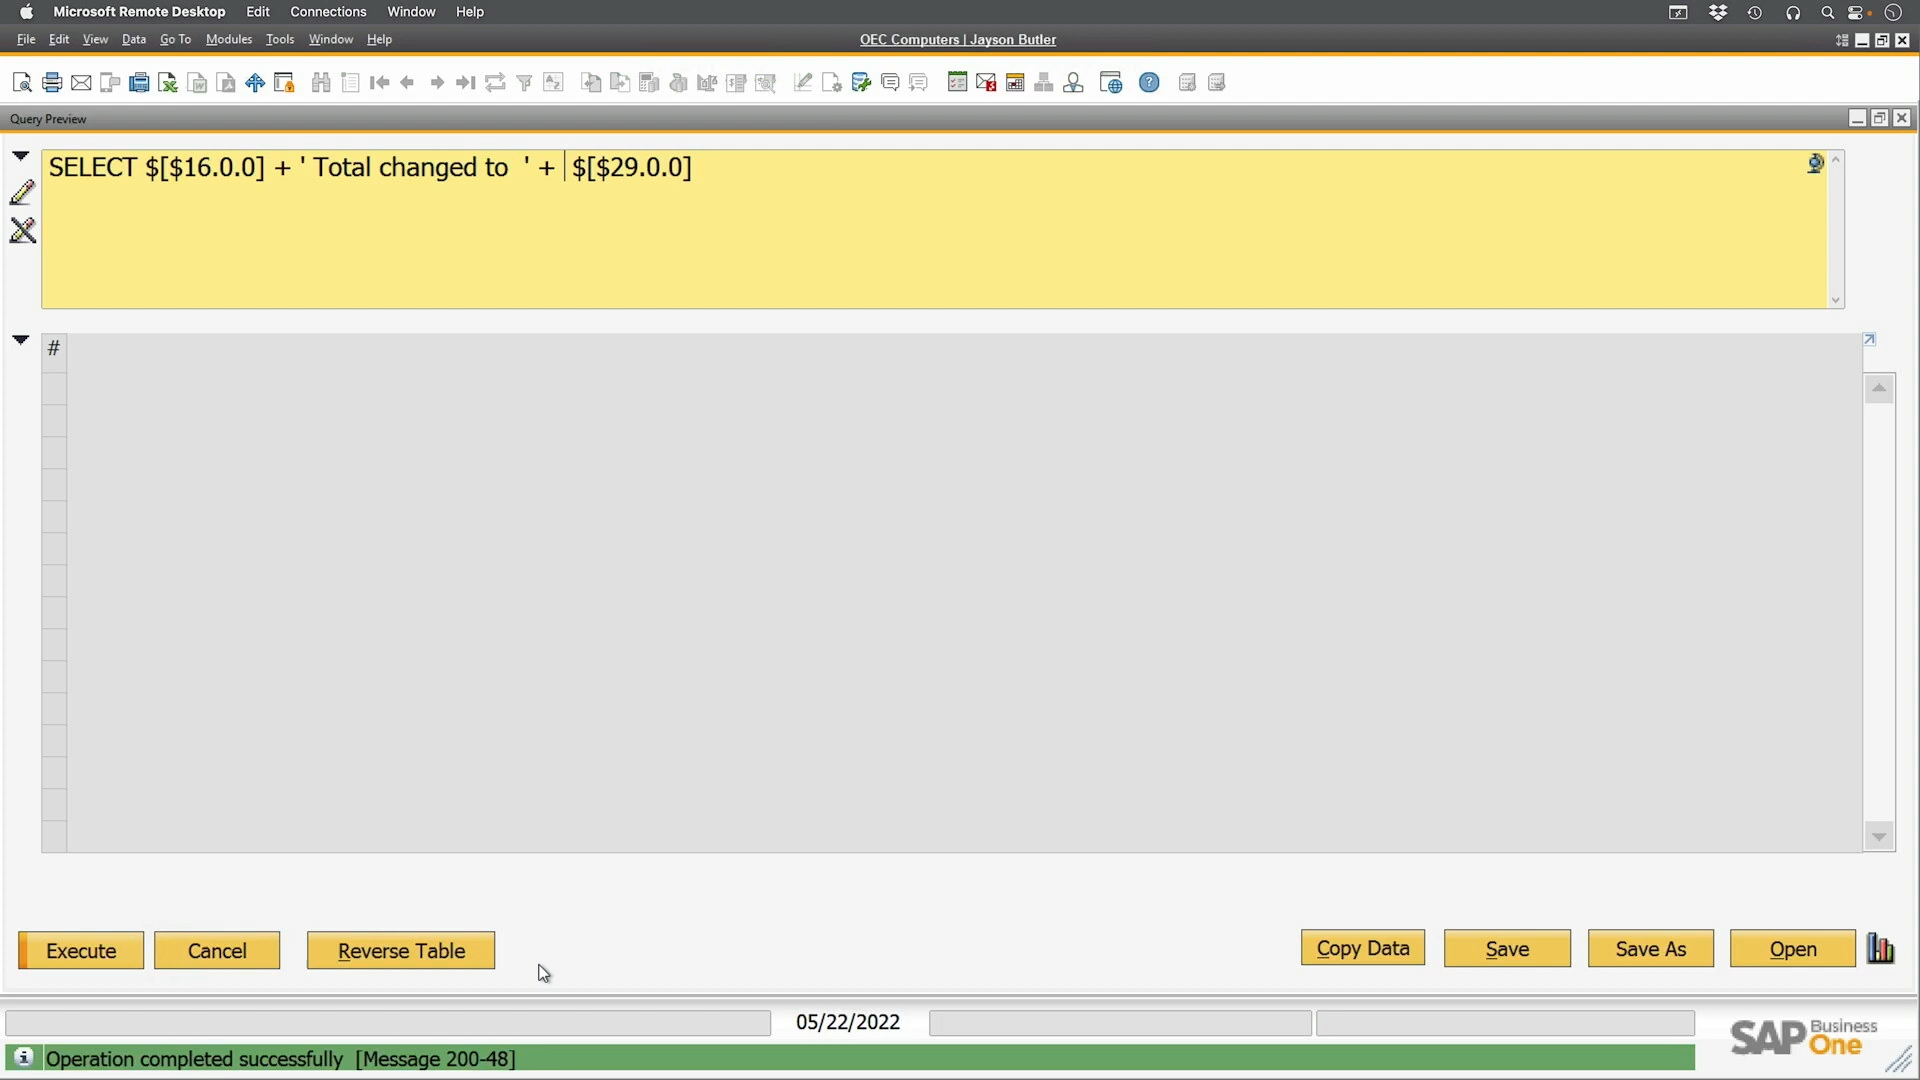 Microsoft Remote Desktop Edit Connections Window Help
File Edit View Data Go To Modules Tools Window Help
OEC Computers | Jayson Butler
Query Preview
SELECT $[$16.0.0] + ' Total changed to  ' +  $[$29.0.0]
#
Execute Cancel Reverse Table Copy Data Save Save As Open
05/22/2022
SAP Business One
Operation completed successfully  [Message 200-48]